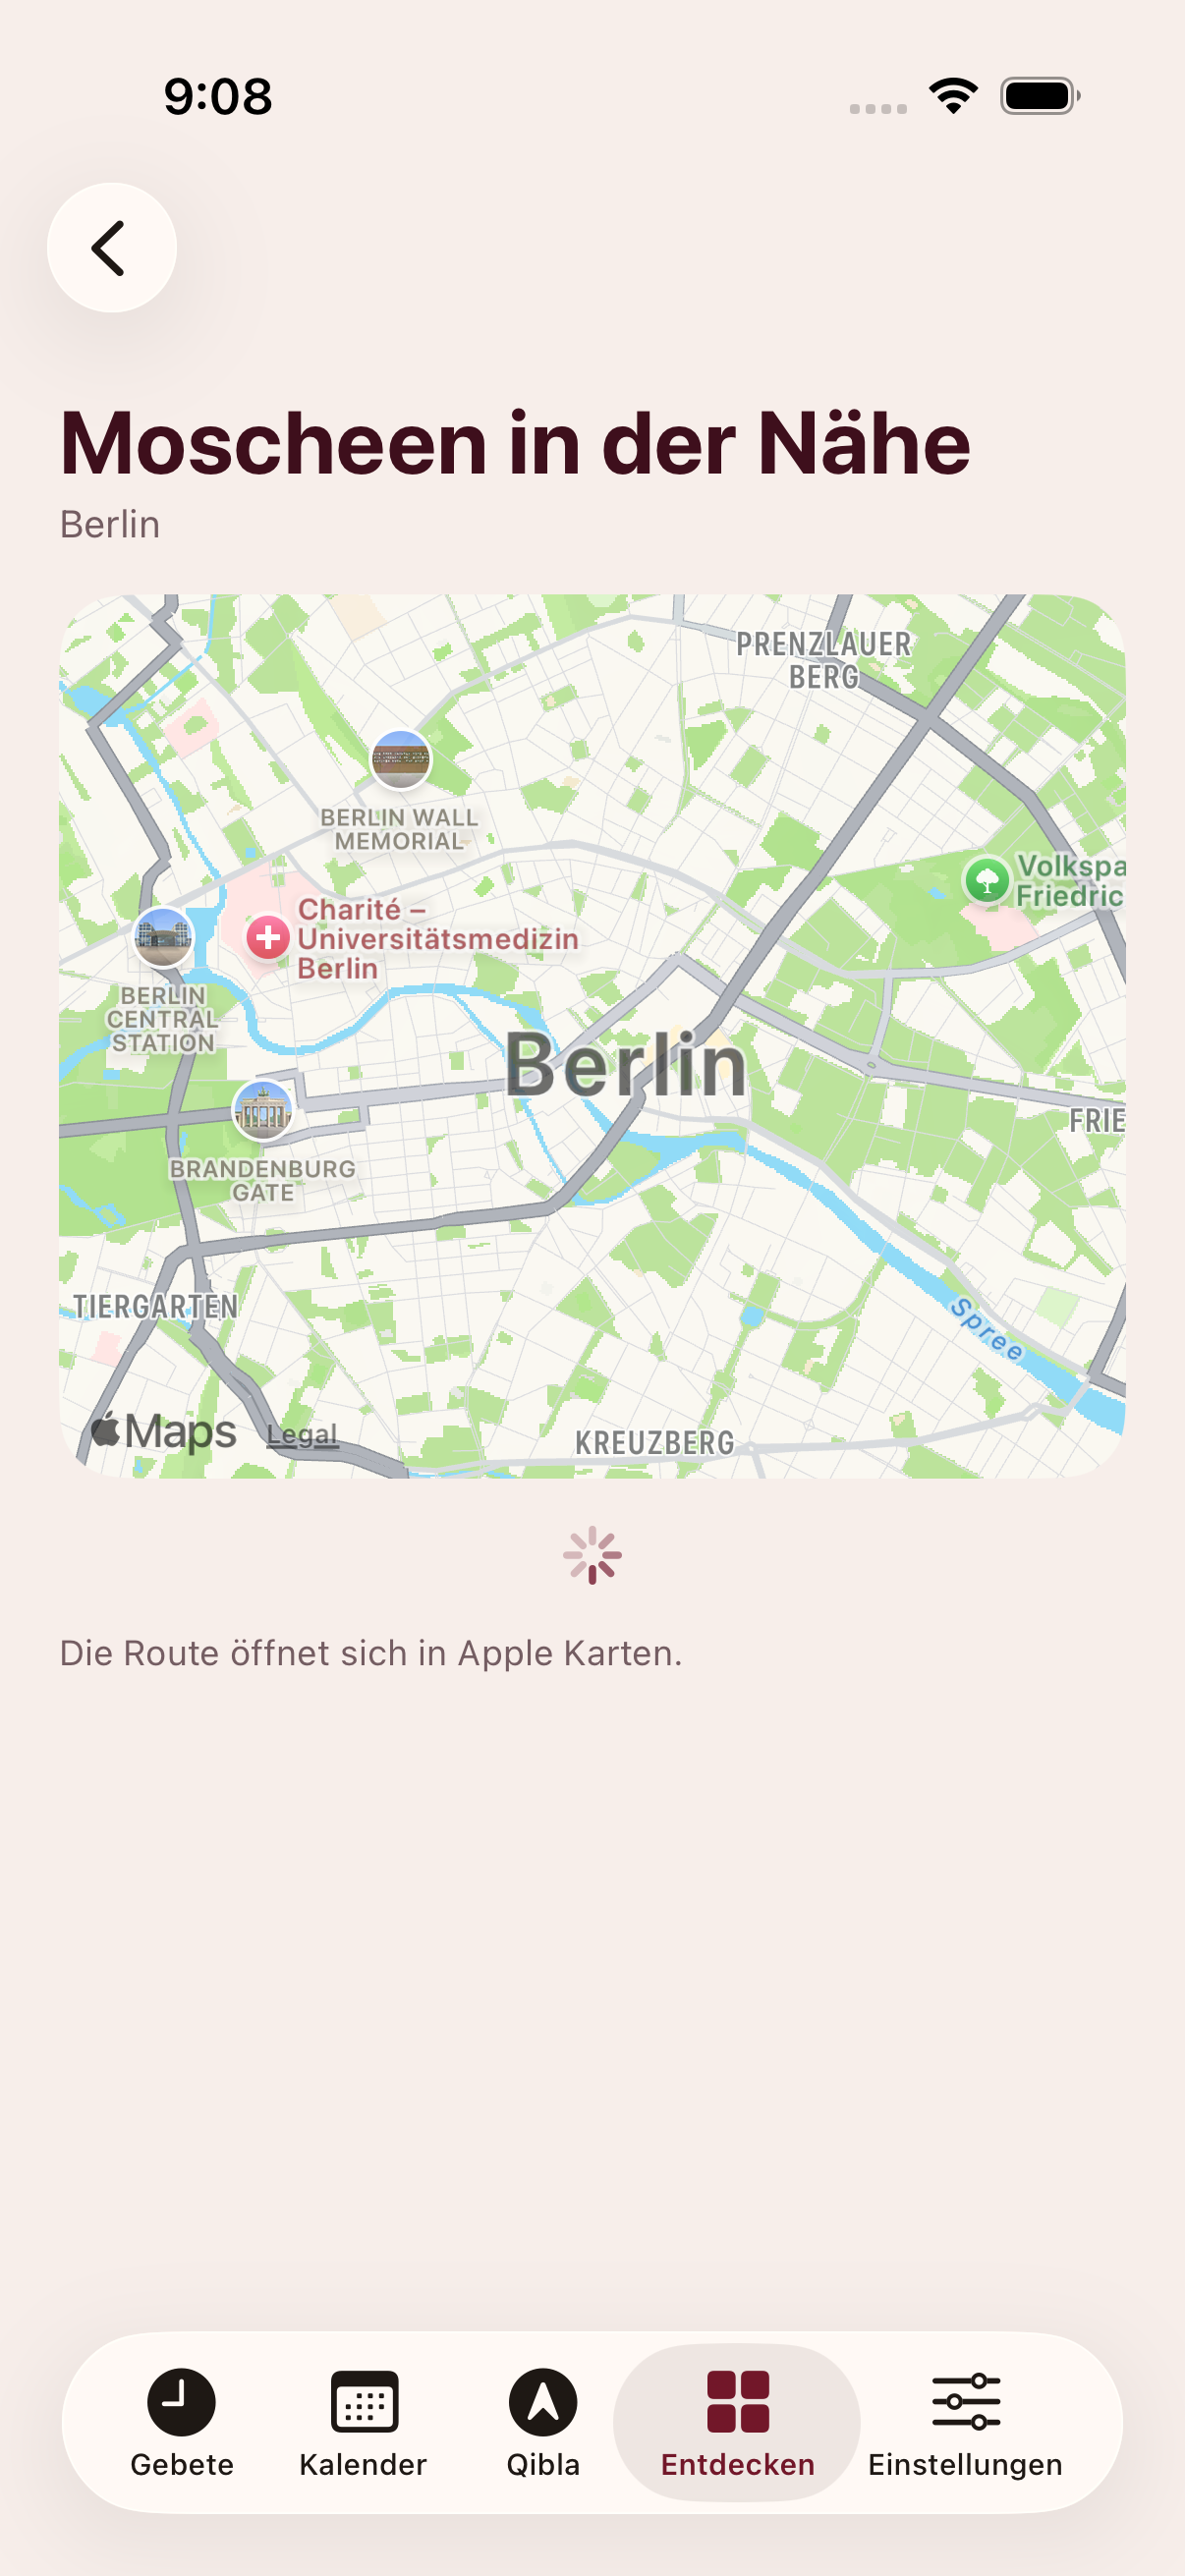 9:08
Moscheen in der Nähe
Berlin
PRENZLAUER
BERG
BERLIN WALL
MEMORIAL
Volkspa
Friedric
Charité –
Universitätsmedizin
Berlin
BERLIN
CENTRAL
STATION
Berlin
FRIE
BRANDENBURG
GATE
TIERGARTEN
Spree
Maps Legal
KREUZBERG
Die Route öffnet sich in Apple Karten.
Gebete Kalender Qibla Entdecken Einstellungen